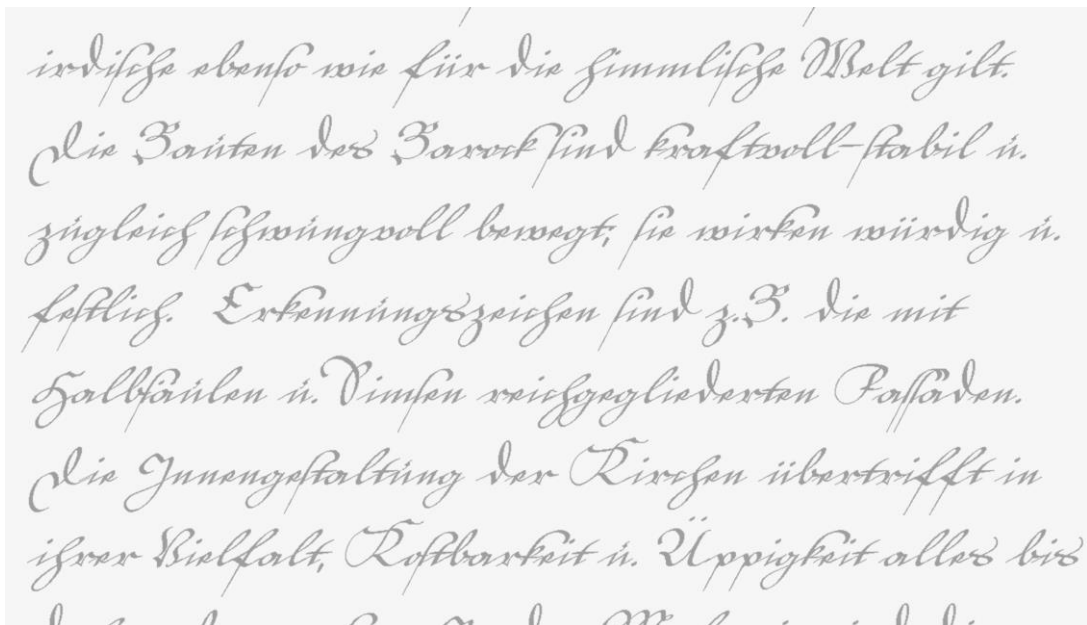 irdische ebenso wie für die himmlische Welt gilt.
Die Bauten des Barock sind kraftvoll-stabil u.
zugleich schwungvoll bewegt; sie wirken würdig u.
festlich. Erkennungszeichen sind z.B. die mit
Halbsäulen u. Simsen reichgegliederten Fassaden.
Die Innengestaltung der Kirchen übertrifft in
ihrer Vielfalt, Kostbarkeit u. Üppigkeit alles bis